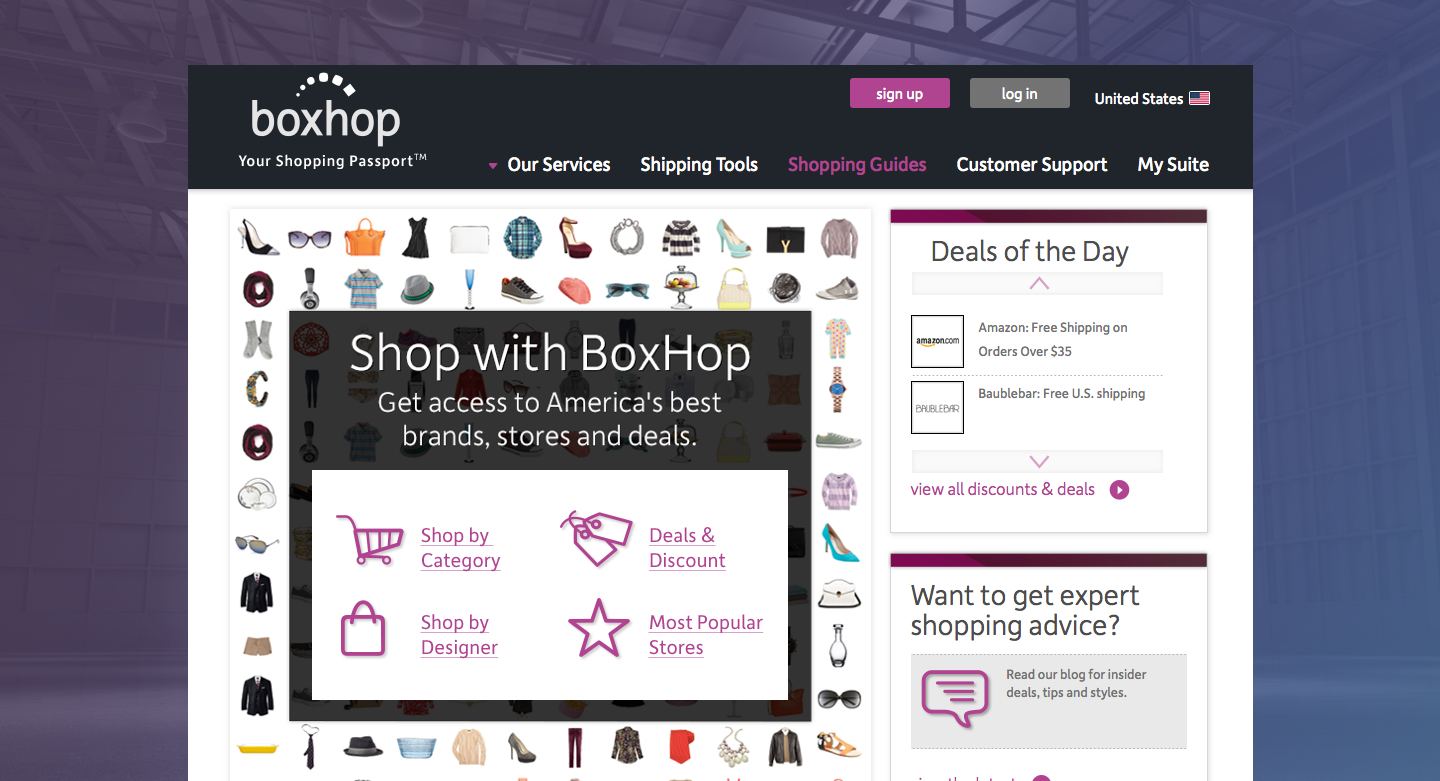 boxhop
Your Shopping Passport™
sign up
log in
United States
Our Services
Shipping Tools
Shopping Guides
Customer Support
My Suite
Y
Shop with BoxHop
Get access to America's best
brands, stores and deals.
Shop by
Category
Deals &
Discount
Shop by
Designer
Most Popular
Stores
Deals of the Day
amazon.com
Amazon: Free Shipping on
Orders Over $35
BAUBLEBAR
Baublebar: Free U.S. shipping
view all discounts & deals
Want to get expert
shopping advice?
Read our blog for insider
deals, tips and styles.